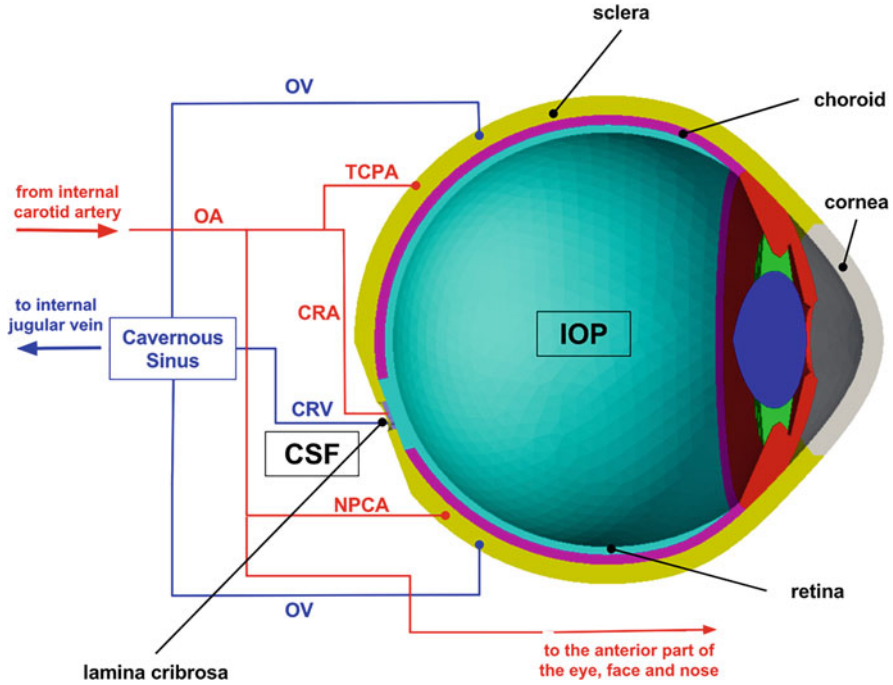 sclera
OV
choroid
TCPA
from internal
carotid artery
OA
cornea
to internal
jugular vein
CRA
Cavernous
Sinus
IOP
CRV
CSF
NPCA
retina
OV
lamina cribrosa
to the anterior part of
the eye, face and nose